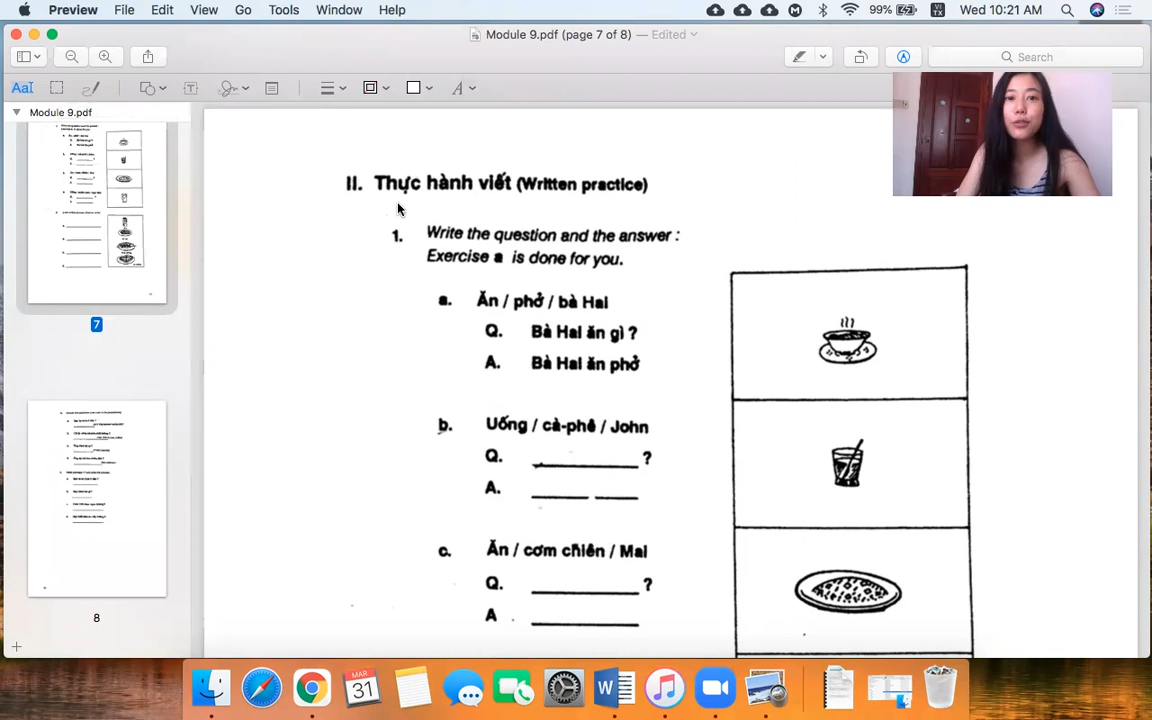 Preview File Edit View Go Tools Window Help 99% Wed 10:21 AM
Module 9.pdf (page 7 of 8) — Edited
Search
Module 9.pdf
7
8
II. Thực hành viết (Written practice)
1. Write the question and the answer :
Exercise a is done for you.
a. Ăn / phở / bà Hai
Q. Bà Hai ăn gì ?
A. Bà Hai ăn phở
b. Uống / cà-phê / John
Q. ?
A.
c. Ăn / cơm chiên / Mai
Q. ?
A
MAR
31